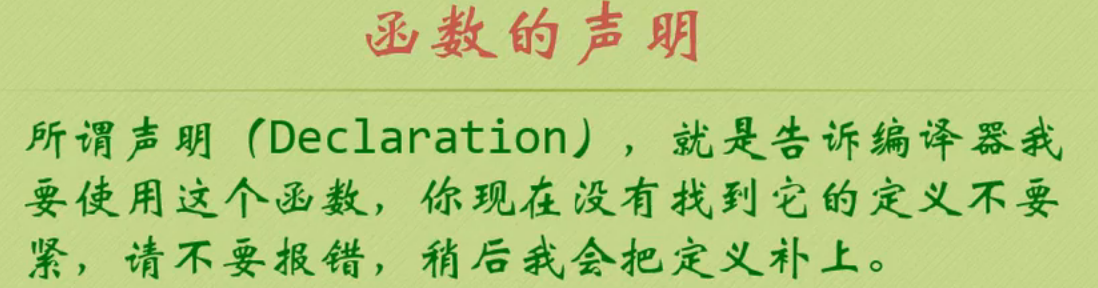 函数的声明
所谓声明（Declaration），就是告诉编译器我
要使用这个函数，你现在没有找到它的定义不要
紧，请不要报错，稍后我会把定义补上。